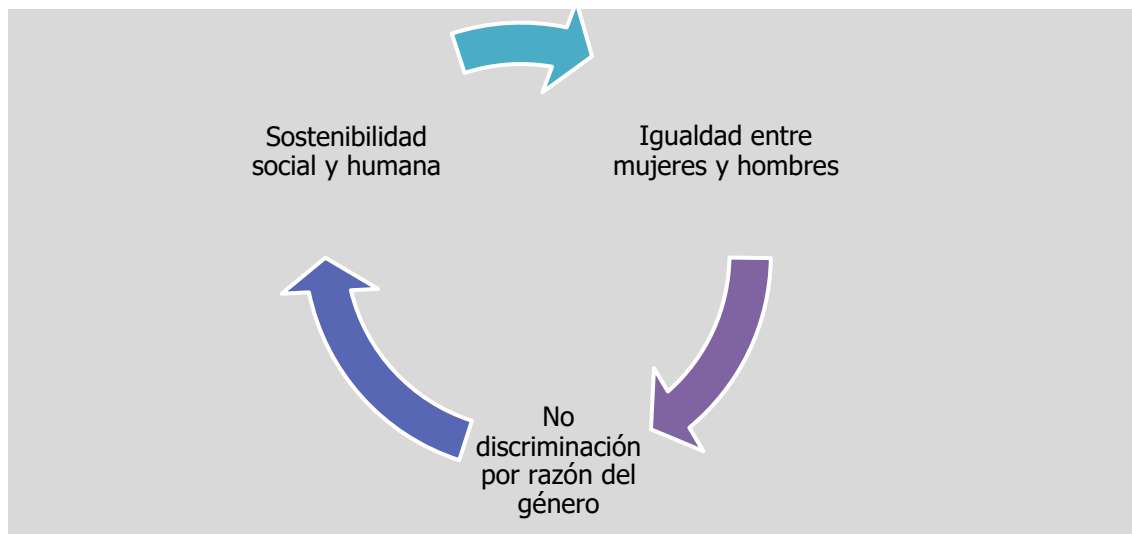 Sostenibilidad
social y humana
Igualdad entre
mujeres y hombres
No
discriminación
por razón del
género